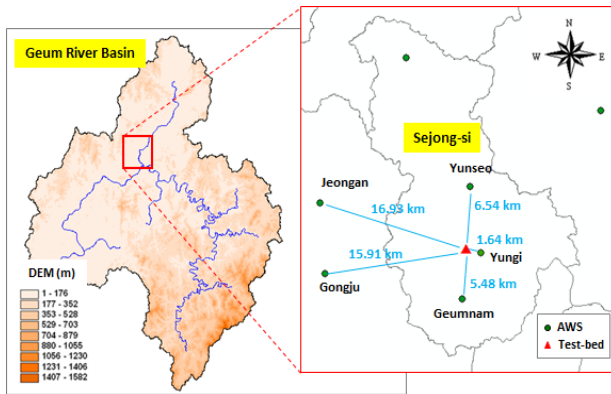 Geum River Basin
DEM (m)
1 - 176
177 - 352
353 - 528
529 - 703
704 - 879
880 - 1055
1056 - 1230
1231 - 1406
1407 - 1582
N
W
E
S
Sejong-si
Yunseo
Jeongan
6.54 km
16.93 km
1.64 km
Yungi
15.91 km
Gongju
5.48 km
Geumnam
AWS
Test-bed